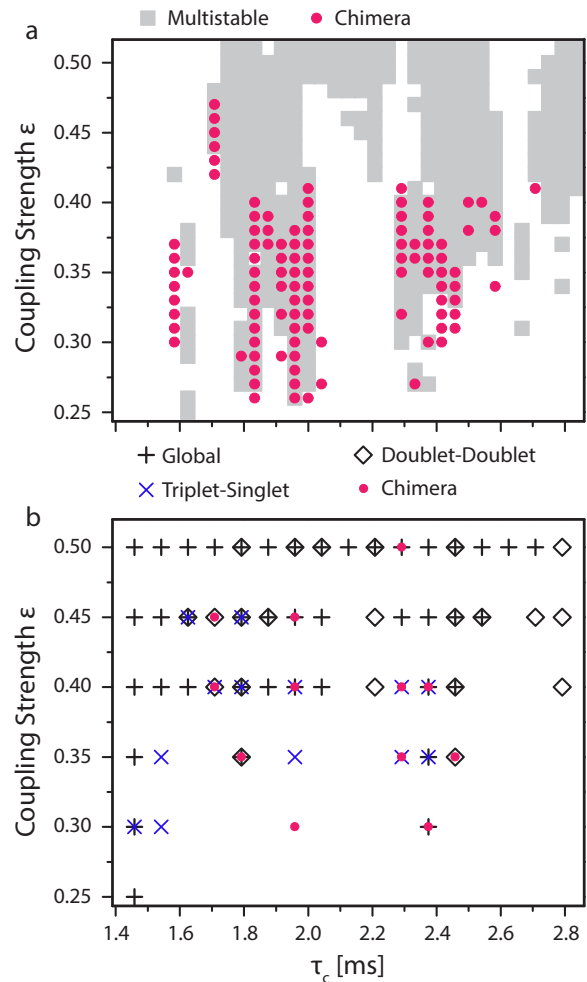 Multistable Chimera
a
0.50
0.45
0.40
0.35
0.30
0.25
Coupling Strength ε
Global Doublet-Doublet
Triplet-Singlet Chimera
b
0.50
0.45
0.40
0.35
0.30
0.25
Coupling Strength ε
1.4 1.6 1.8 2.0 2.2 2.4 2.6 2.8
τc [ms]